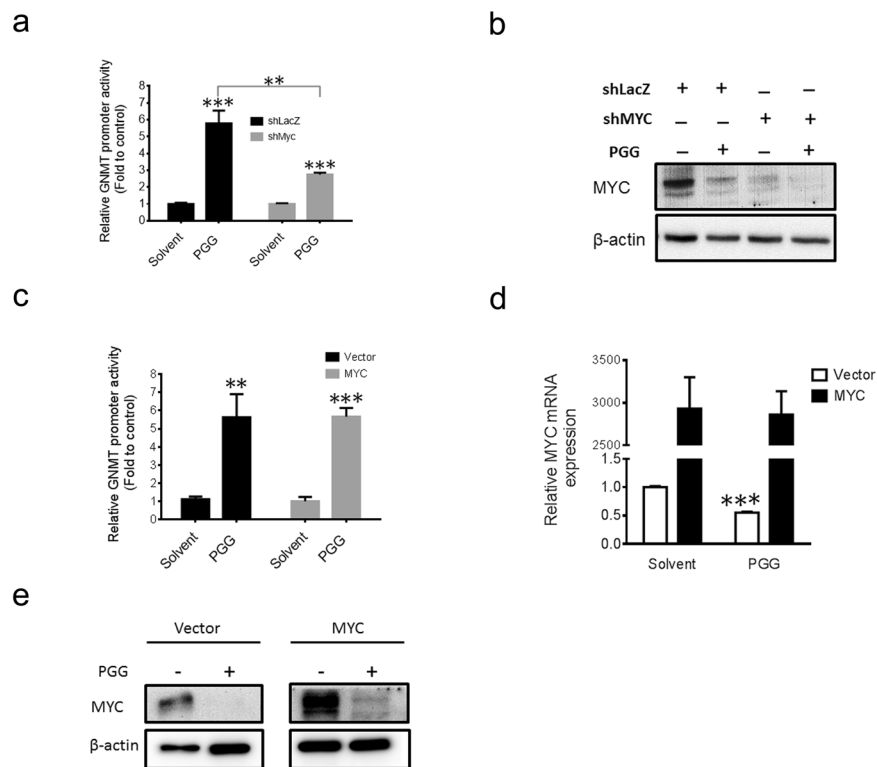 a
Relative GNMT promoter activity
(Fold to control)
8
7
6
5
4
3
2
1
0
***
**
***
shLacZ
shMyc
Solvent
PGG
Solvent
PGG
b
shLacZ + + – –
shMYC – – + +
PGG – + – +
MYC
β-actin
c
Relative GNMT promoter activity
(Fold to control)
8
7
6
5
4
3
2
1
0
**
***
Vector
MYC
Solvent
PGG
Solvent
PGG
d
Relative MYC mRNA
expression
3500
3000
2500
1.0
0.5
0.0
***
Vector
MYC
Solvent
PGG
e
Vector MYC
PGG - + - +
MYC
β-actin